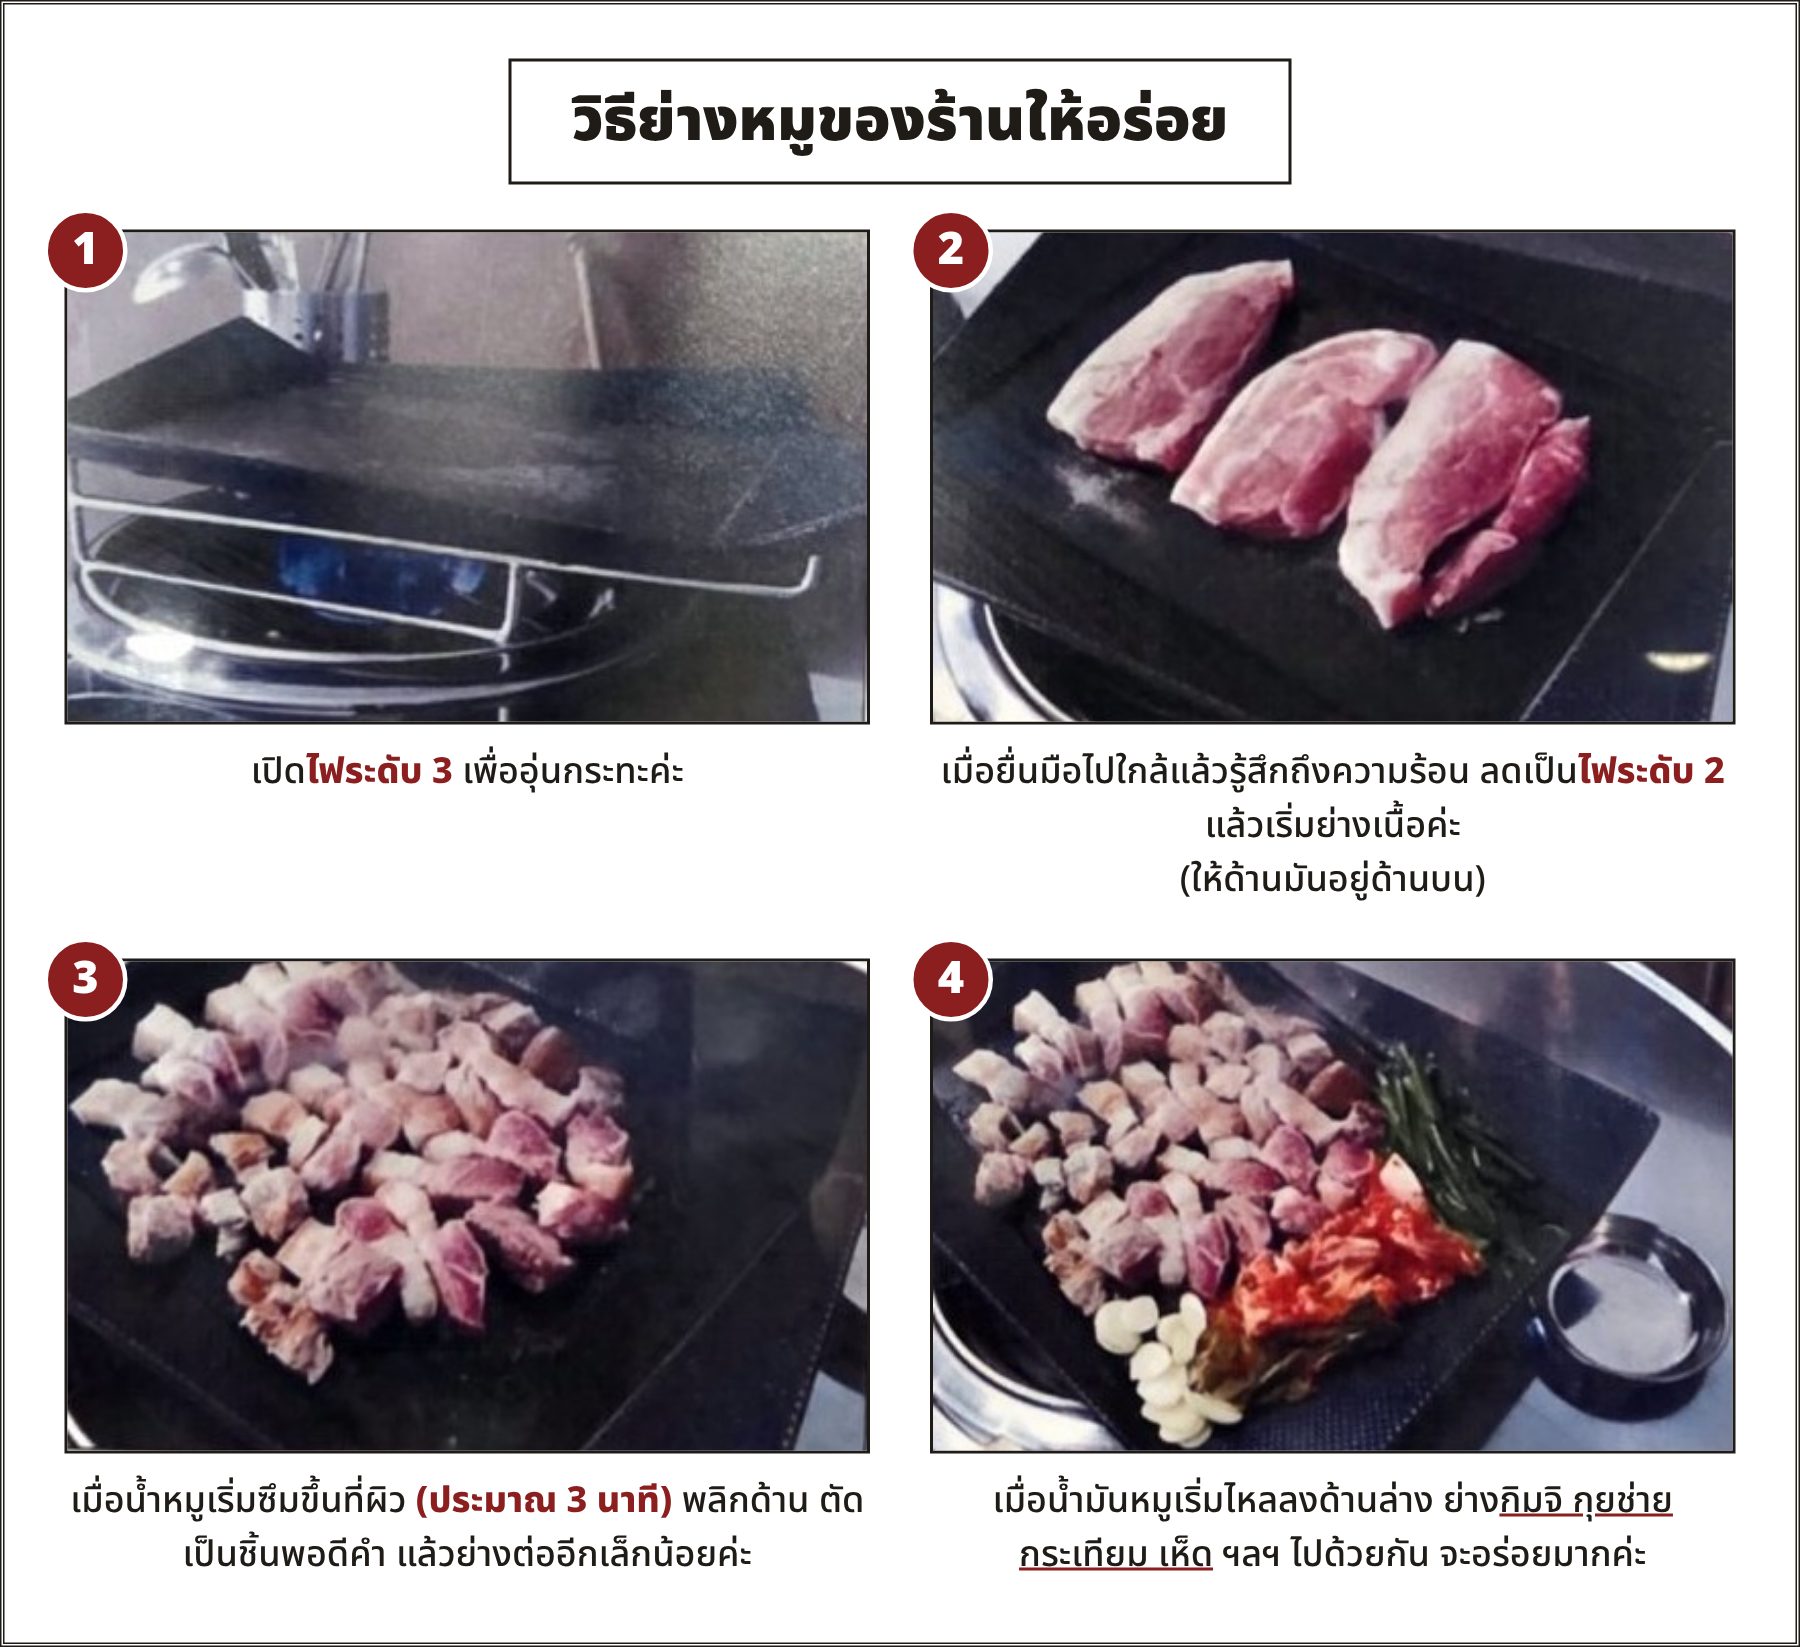 วิธีย่างหมูของร้านให้อร่อย
1
2
เปิดไฟระดับ 3 เพื่ออุ่นกระทะค่ะ
เมื่อยื่นมือไปใกล้แล้วรู้สึกถึงความร้อน ลดเป็นไฟระดับ 2
แล้วเริ่มย่างเนื้อค่ะ
(ให้ด้านมันอยู่ด้านบน)
3
4
เมื่อน้ำหมูเริ่มซึมขึ้นที่ผิว (ประมาณ 3 นาที) พลิกด้าน ตัด
เป็นชิ้นพอดีคำ แล้วย่างต่ออีกเล็กน้อยค่ะ
เมื่อน้ำมันหมูเริ่มไหลลงด้านล่าง ย่างกิมจิ กุยช่าย
กระเทียม เห็ด ฯลฯ ไปด้วยกัน จะอร่อยมากค่ะ